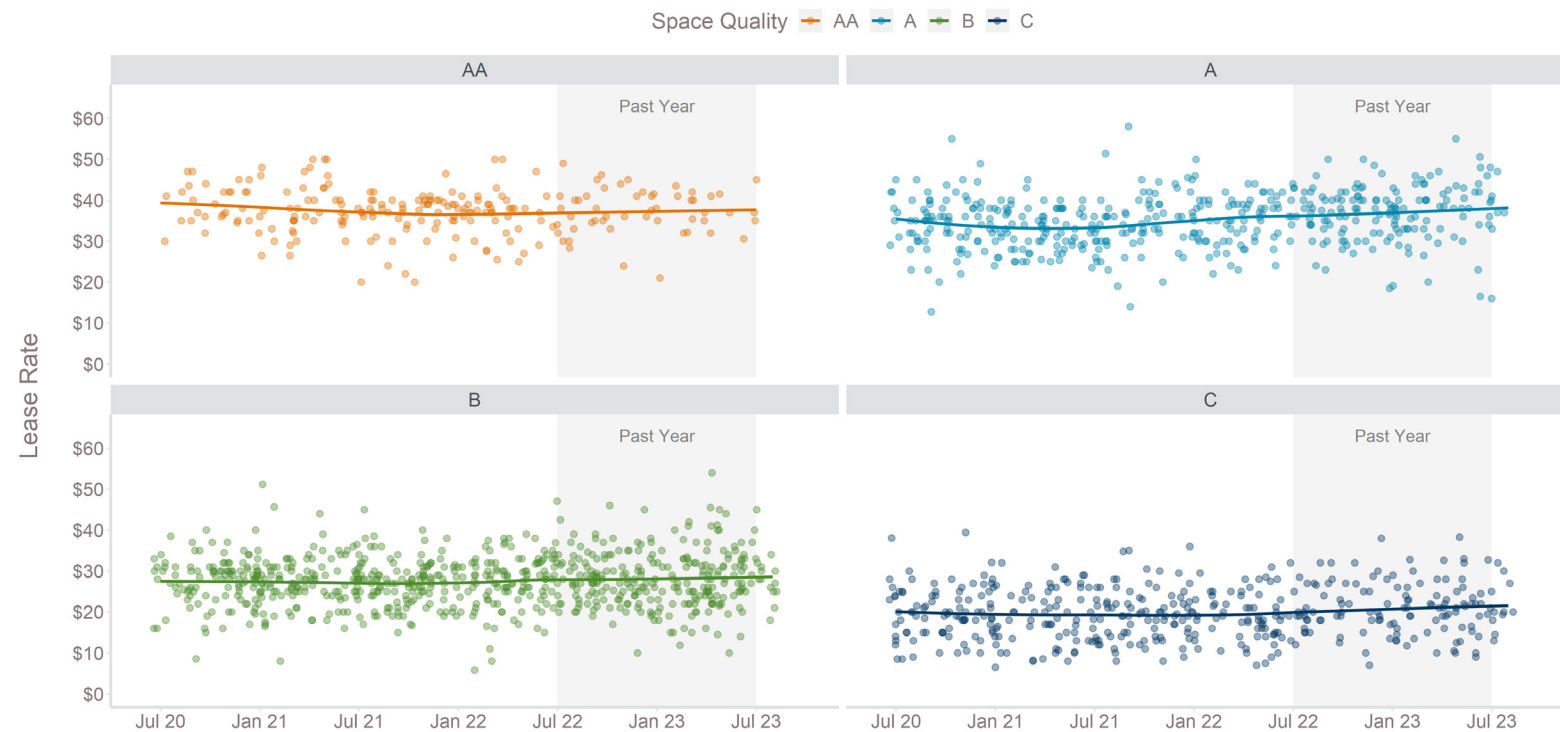 Space Quality AA A B C
AA
A
Past Year
Past Year
$60
$50
$40
$30
$20
$10
$0
B
C
Past Year
Past Year
$60
$50
$40
$30
$20
$10
$0
Lease Rate
Jul 20 Jan 21 Jul 21 Jan 22 Jul 22 Jan 23 Jul 23
Jul 20 Jan 21 Jul 21 Jan 22 Jul 22 Jan 23 Jul 23